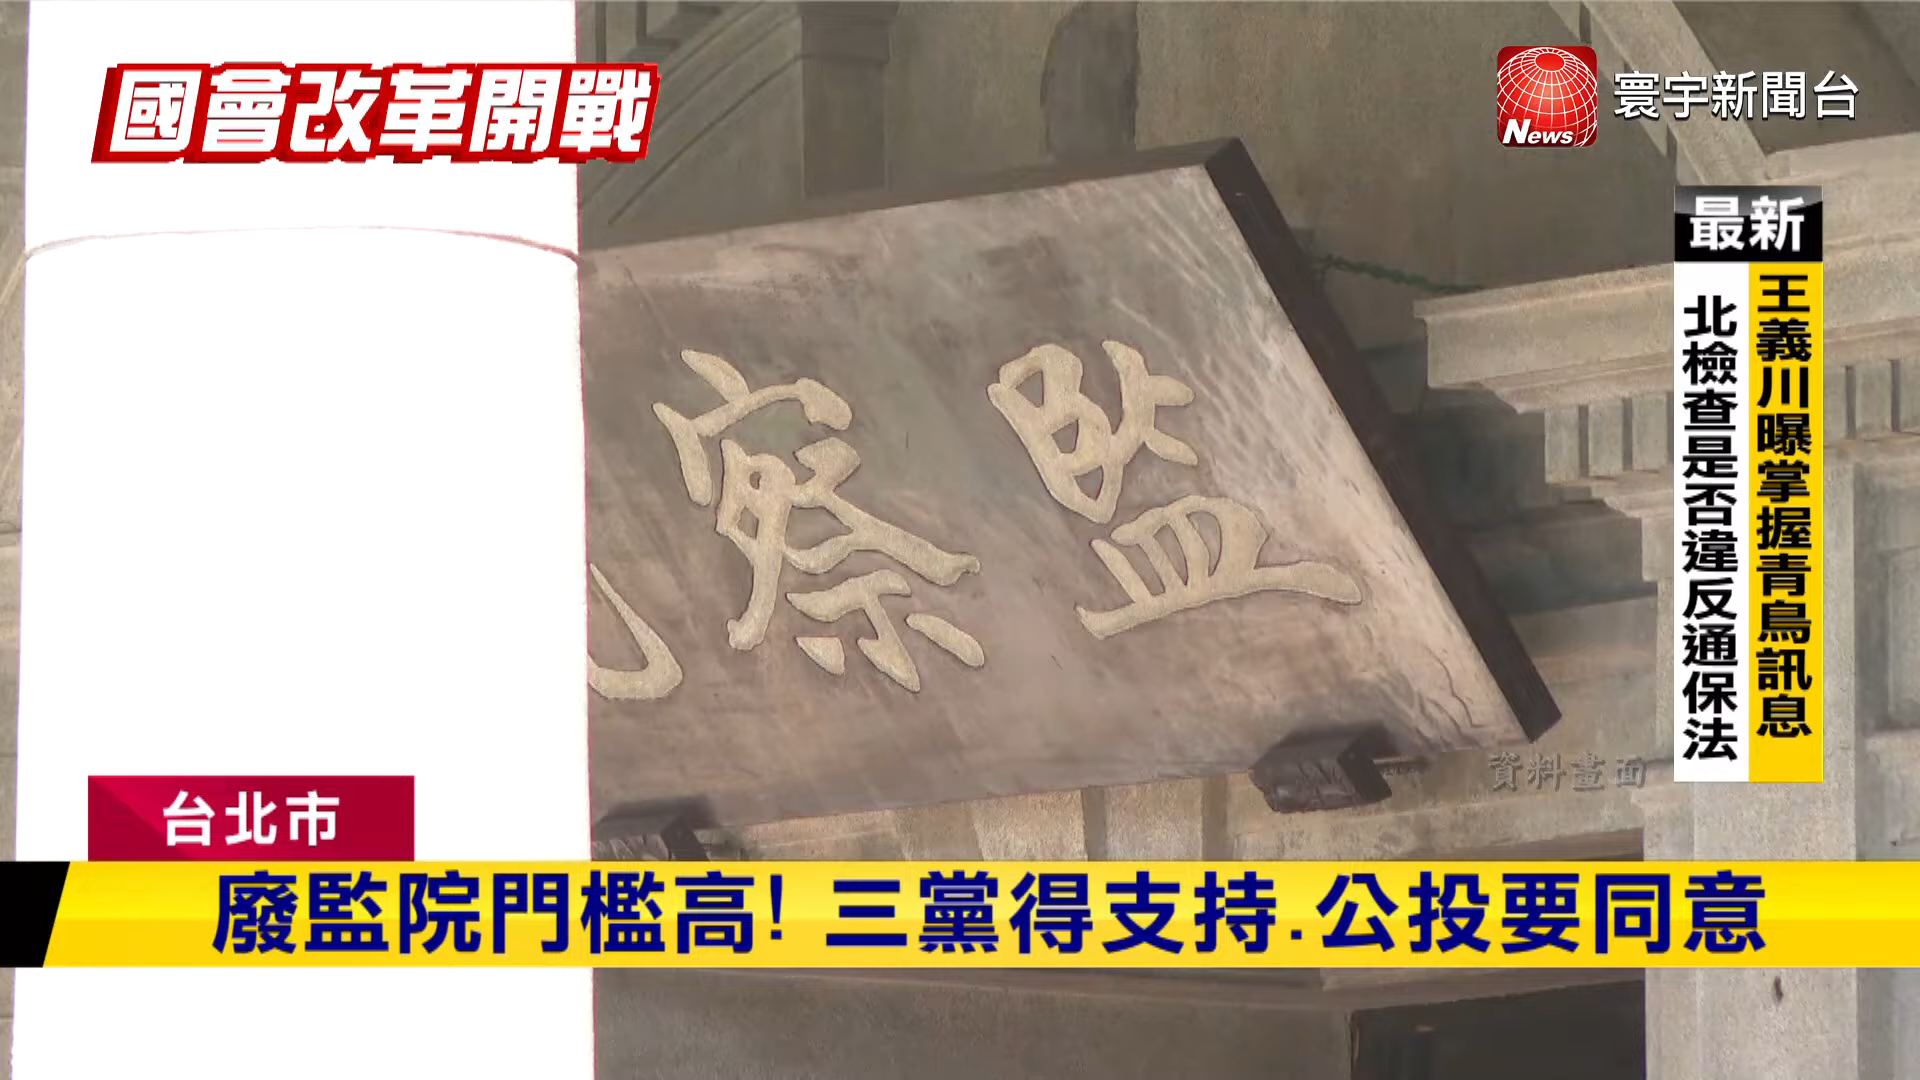 國會改革開戰
News
寰宇新聞台
最新
王義川曝掌握青鳥訊息
北檢查是否違反通保法
監察
資料畫面
台北市
廢監院門檻高! 三黨得支持.公投要同意